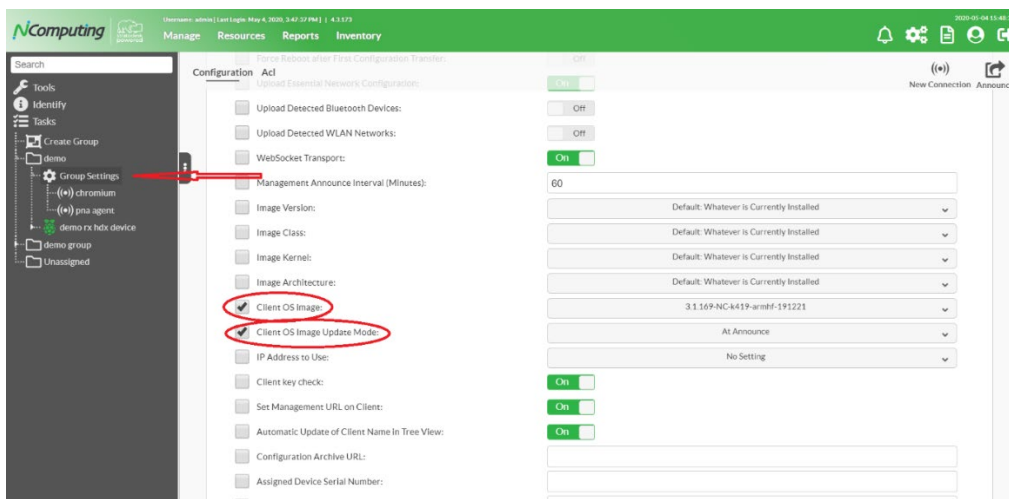 Username: admin | Last Login: May 4, 2020, 3:42:37 PM | | 4.3.173
2020-05-04 15:48:
NComputing
Manage Resources Reports Inventory
Search
Tools
Identify
Tasks
Create Group
demo
Group Settings
chromium
pna agent
demo rx hdx device
demo group
Unassigned
Configuration Acl
New Connection Announc
Force Reboot after First Configuration Transfer: Off
Upload Essential Network Configuration: On
Upload Detected Bluetooth Devices: Off
Upload Detected WLAN Networks: Off
WebSocket Transport: On
Management Announce Interval (Minutes): 60
Image Version: Default: Whatever is Currently Installed
Image Class: Default: Whatever is Currently Installed
Image Kernel: Default: Whatever is Currently Installed
Image Architecture: Default: Whatever is Currently Installed
Client OS Image: 3.1.169-NC-k419-armhf-191221
Client OS Image Update Mode: At Announce
IP Address to Use: No Setting
Client key check: On
Set Management URL on Client: On
Automatic Update of Client Name in Tree View: On
Configuration Archive URL:
Assigned Device Serial Number: